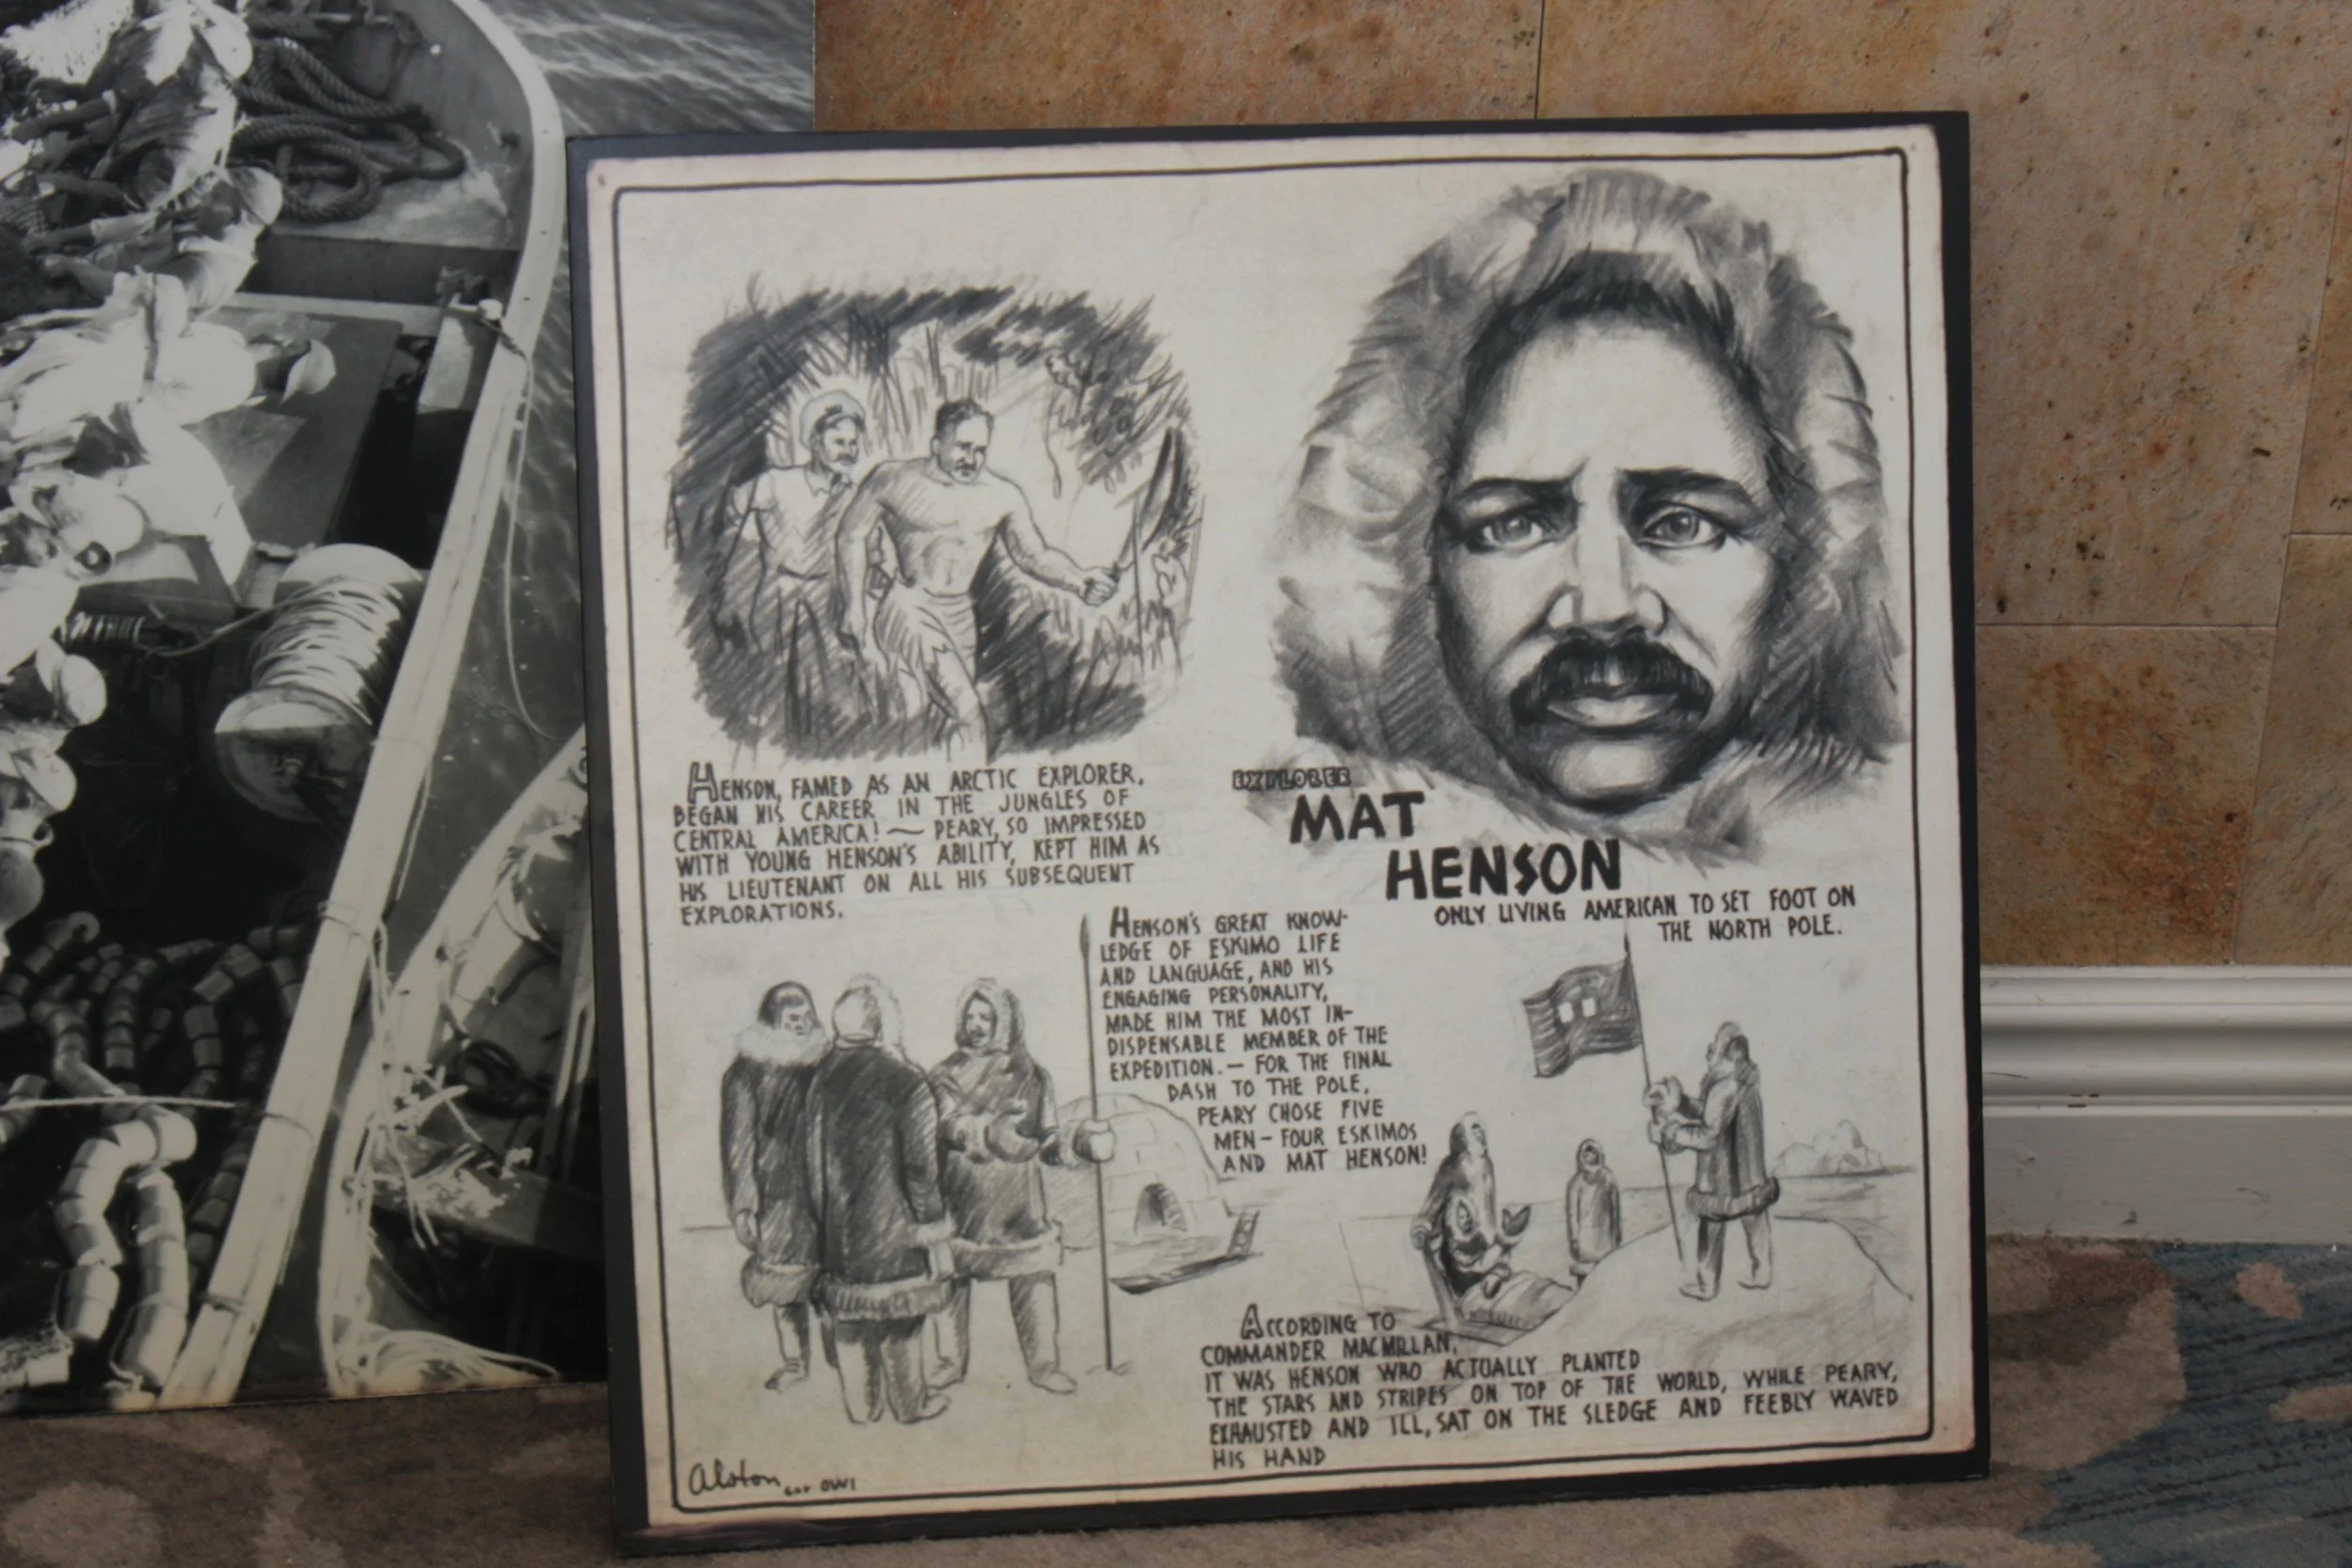 HENSON, FAMED AS AN ARCTIC EXPLORER,
BEGAN HIS CAREER IN THE JUNGLES OF
CENTRAL AMERICA! — PEARY, SO IMPRESSED
WITH YOUNG HENSON'S ABILITY, KEPT HIM AS
HIS LIEUTENANT ON ALL HIS SUBSEQUENT
EXPLORATIONS.
EXPLORER
MAT
HENSON
ONLY LIVING AMERICAN TO SET FOOT ON
THE NORTH POLE.
HENSON'S GREAT KNOW-
LEDGE OF ESKIMO LIFE
AND LANGUAGE, AND HIS
ENGAGING PERSONALITY,
MADE HIM THE MOST IN-
DISPENSABLE MEMBER OF THE
EXPEDITION. — FOR THE FINAL
DASH TO THE POLE,
PEARY CHOSE FIVE
MEN - FOUR ESKIMOS
AND MAT HENSON!
ACCORDING TO
COMMANDER MACMILLAN,
IT WAS HENSON WHO ACTUALLY PLANTED
THE STARS AND STRIPES ON TOP OF THE WORLD, WHILE PEARY,
EXHAUSTED AND ILL, SAT ON THE SLEDGE AND FEEBLY WAVED
HIS HAND
Alston for OWI